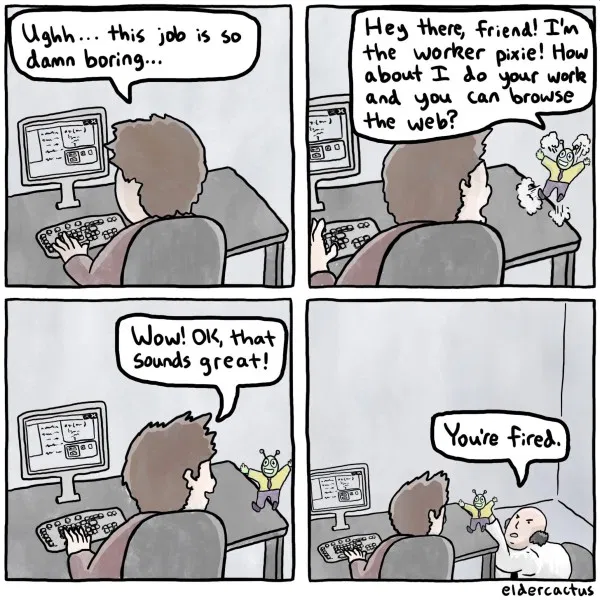 Ughh... this job is so
damn boring...
Hey there, friend! I'm
the worker pixie! How
about I do your work
and you can browse
the web?
Wow! OK, that
sounds great!
You're fired.
eldercactus